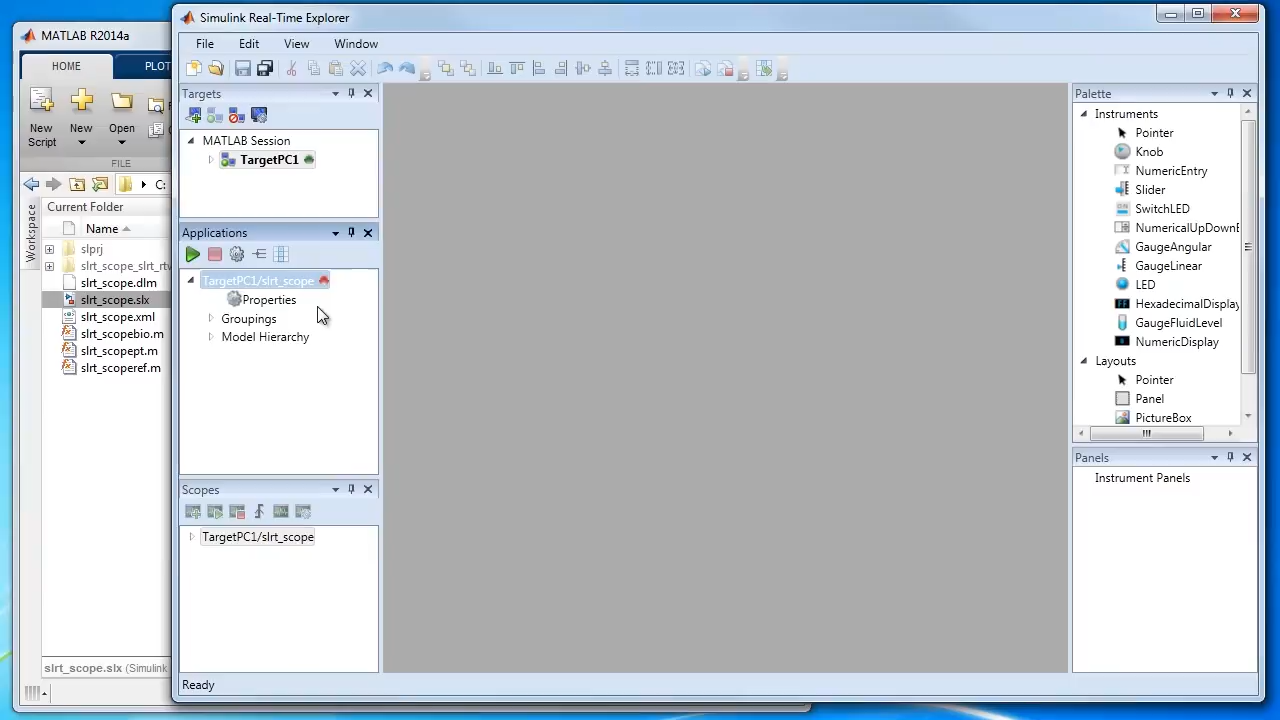 MATLAB R2014a
HOME
PLOT
New
Script
New
Open
FILE
C:
Current Folder
Workspace
Name
slprj
slrt_scope_slrt_rtw
slrt_scope.dlm
slrt_scope.slx
slrt_scope.xml
slrt_scopebio.m
slrt_scopept.m
slrt_scoperef.m
slrt_scope.slx (Simulink
Simulink Real-Time Explorer
File Edit View Window
Targets
MATLAB Session
TargetPC1
Applications
TargetPC1/slrt_scope
Properties
Groupings
Model Hierarchy
Scopes
TargetPC1/slrt_scope
Ready
Palette
Instruments
Pointer
Knob
NumericEntry
Slider
SwitchLED
NumericalUpDown
GaugeAngular
GaugeLinear
LED
HexadecimalDisplay
GaugeFluidLevel
NumericDisplay
Layouts
Pointer
Panel
PictureBox
Panels
Instrument Panels